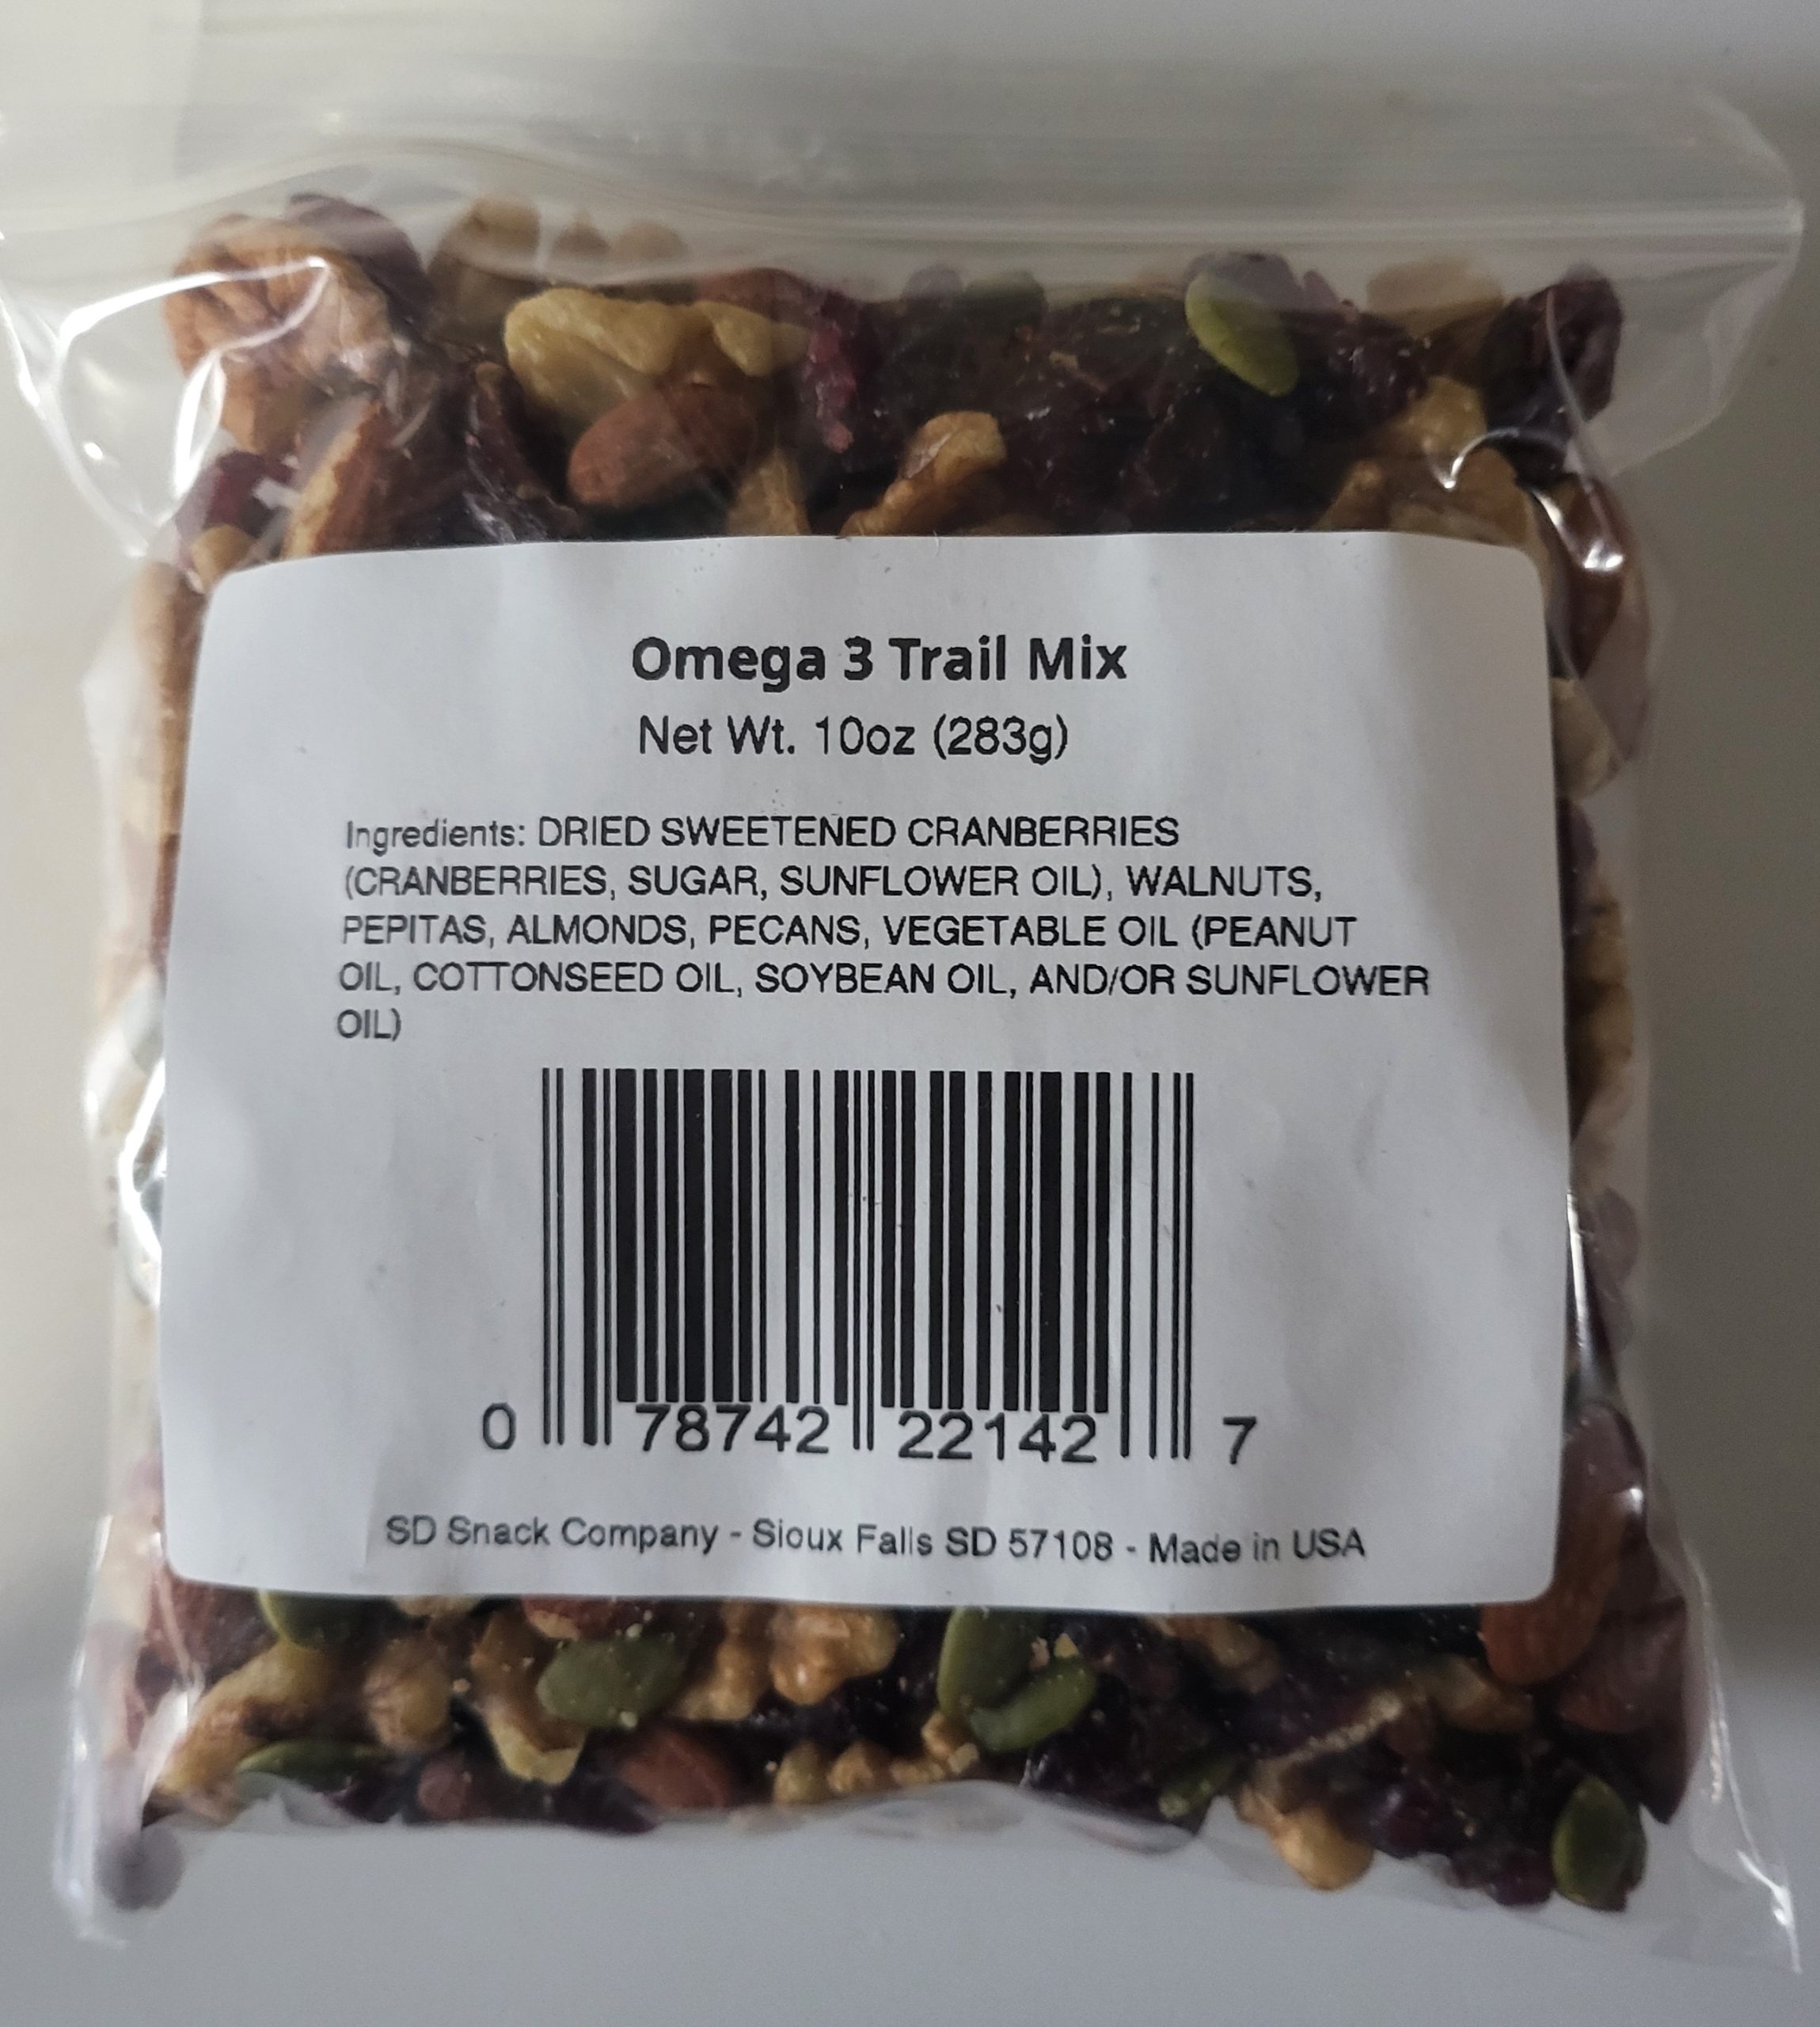 Omega 3 Trail Mix
Net Wt. 10oz (283g)
Ingredients: DRIED SWEETENED CRANBERRIES
(CRANBERRIES, SUGAR, SUNFLOWER OIL), WALNUTS,
PEPITAS, ALMONDS, PECANS, VEGETABLE OIL (PEANUT
OIL, COTTONSEED OIL, SOYBEAN OIL, AND/OR SUNFLOWER
OIL)
0 78742 22142 7
SD Snack Company - Sioux Falls SD 57108 - Made in USA